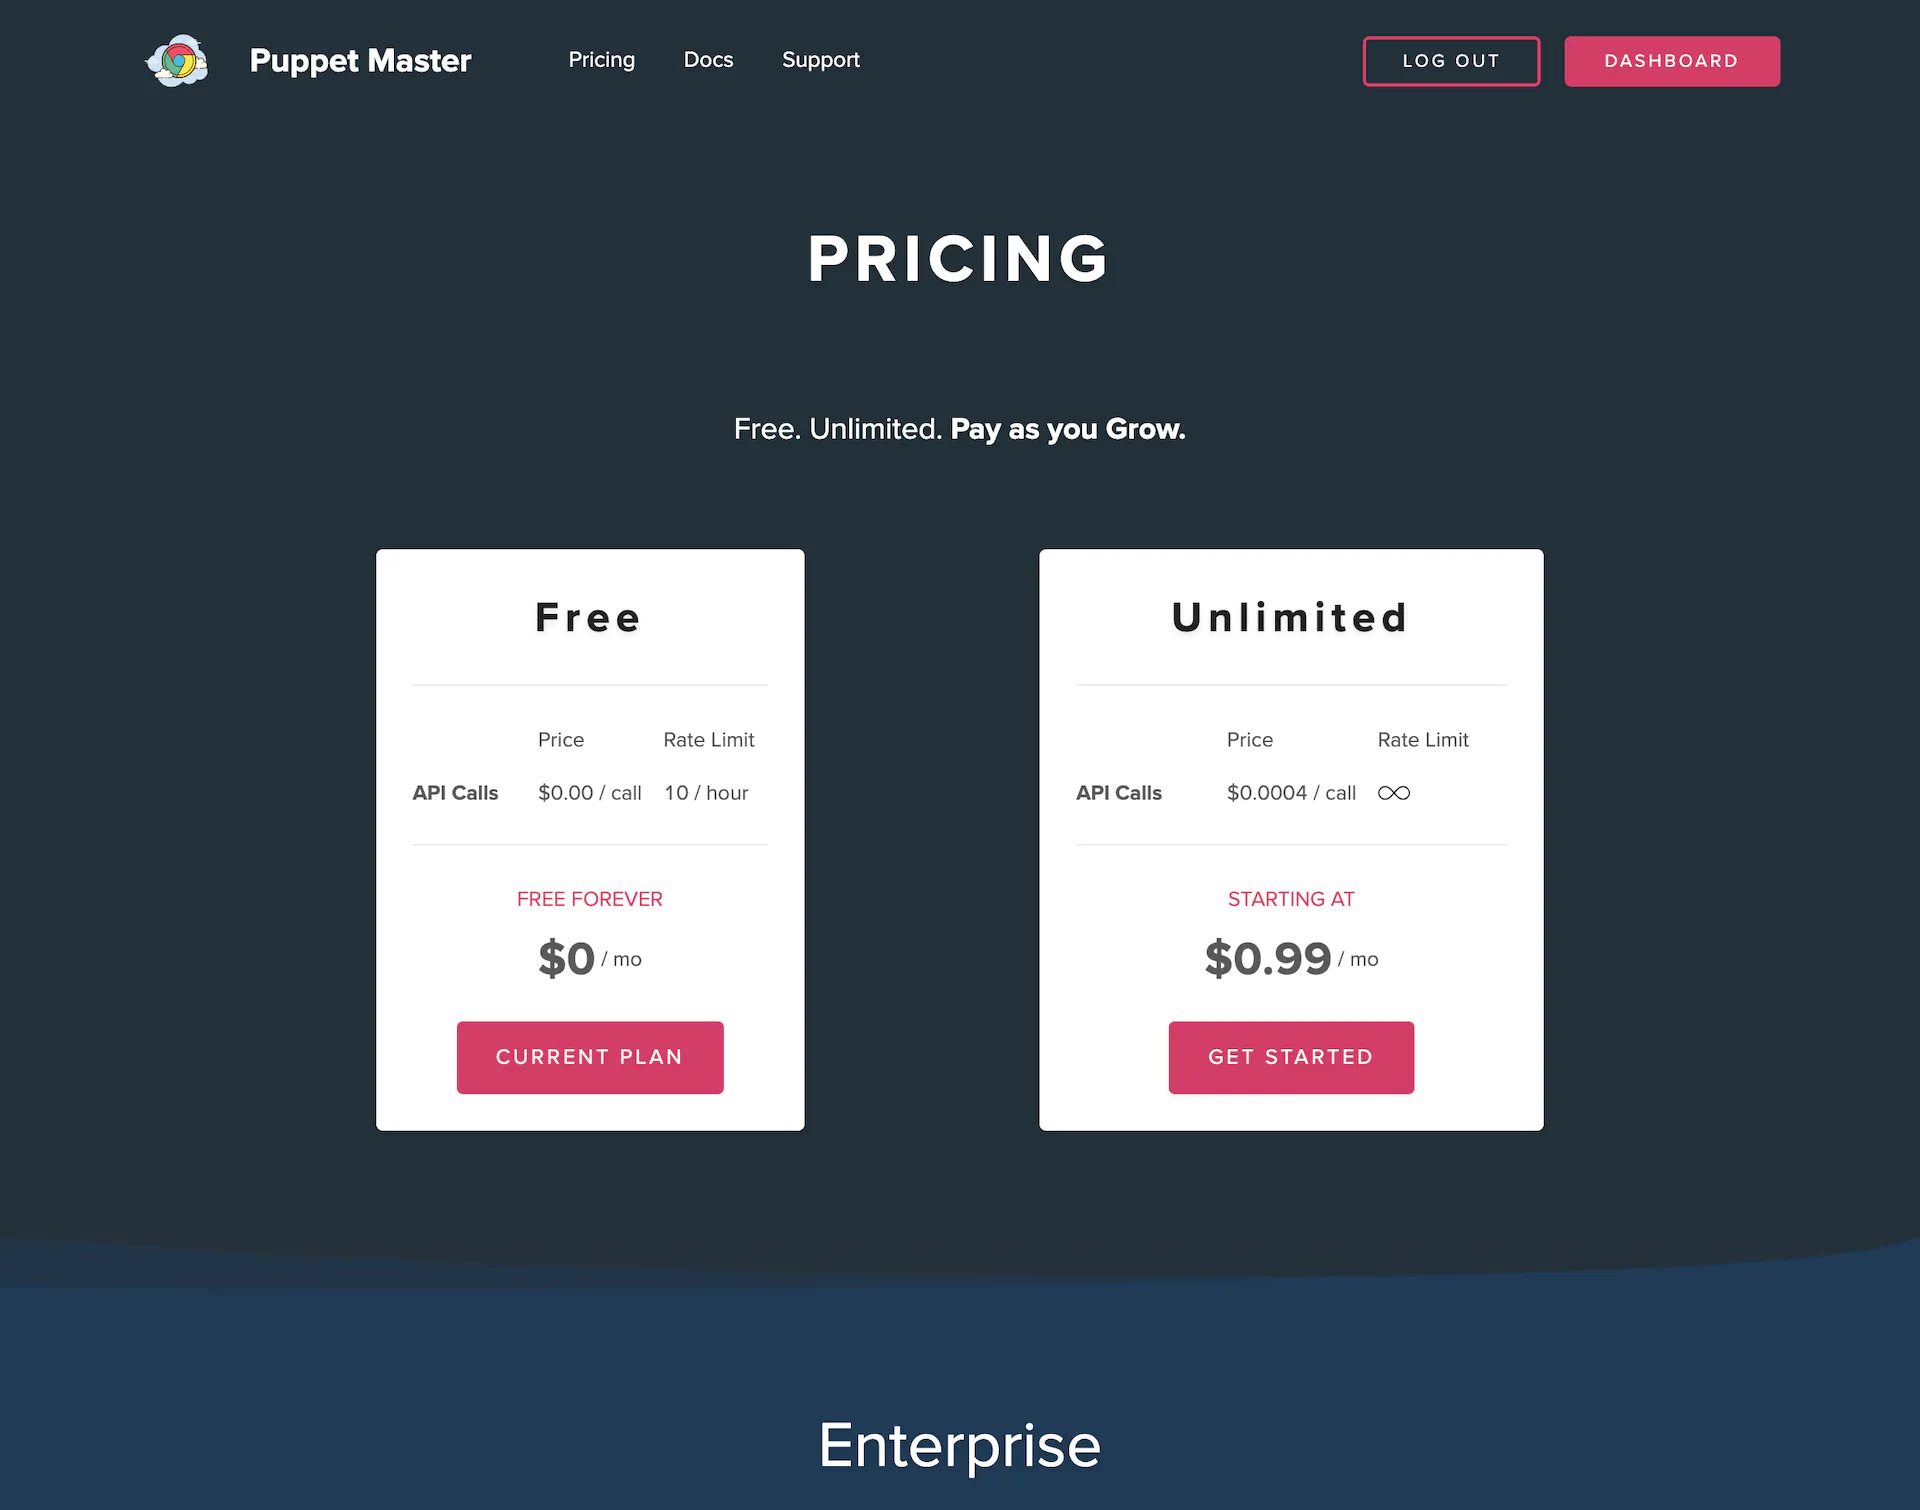 Puppet Master
Pricing
Docs
Support
LOG OUT
DASHBOARD
PRICING
Free. Unlimited. Pay as you Grow.
Free
Price Rate Limit
API Calls $0.00 / call 10 / hour
FREE FOREVER
$0 / mo
CURRENT PLAN
Unlimited
Price Rate Limit
API Calls $0.0004 / call ∞
STARTING AT
$0.99 / mo
GET STARTED
Enterprise